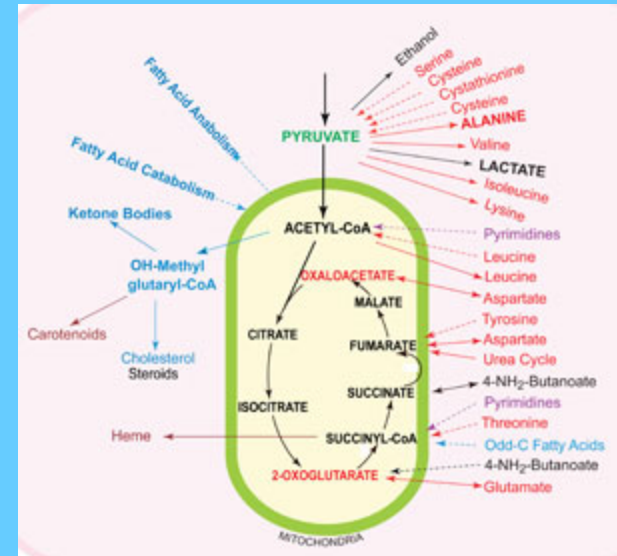 Ethanol
Serine
Cysteine
Cystathionine
Cysteine
ALANINE
Valine
LACTATE
Isoleucine
Lysine
PYRUVATE
Fatty Acid Anabolism
Fatty Acid Catabolism
Ketone Bodies
OH-Methyl
glutaryl-CoA
Carotenoids
Cholesterol
Steroids
Heme
ACETYL-CoA
OXALOACETATE
MALATE
CITRATE
FUMARATE
SUCCINATE
ISOCITRATE
SUCCINYL-CoA
2-OXOGLUTARATE
Pyrimidines
Leucine
Leucine
Aspartate
Tyrosine
Aspartate
Urea Cycle
4-NH2-Butanoate
Pyrimidines
Threonine
Odd-C Fatty Acids
4-NH2-Butanoate
Glutamate
MITOCHONDRIA